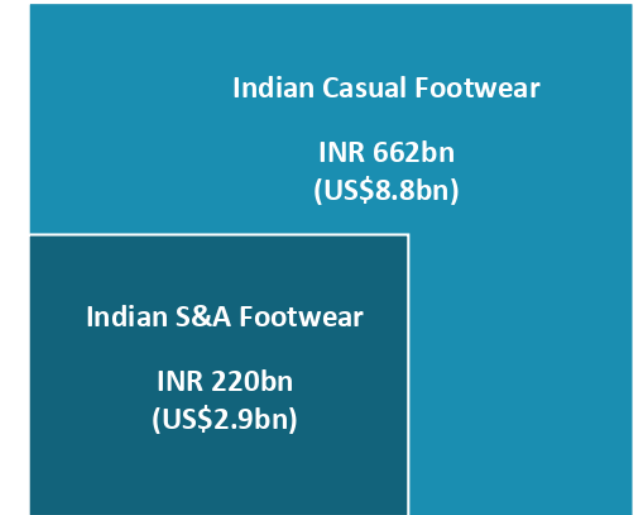 Indian Casual Footwear
INR 662bn
(US$8.8bn)
Indian S&A Footwear
INR 220bn
(US$2.9bn)